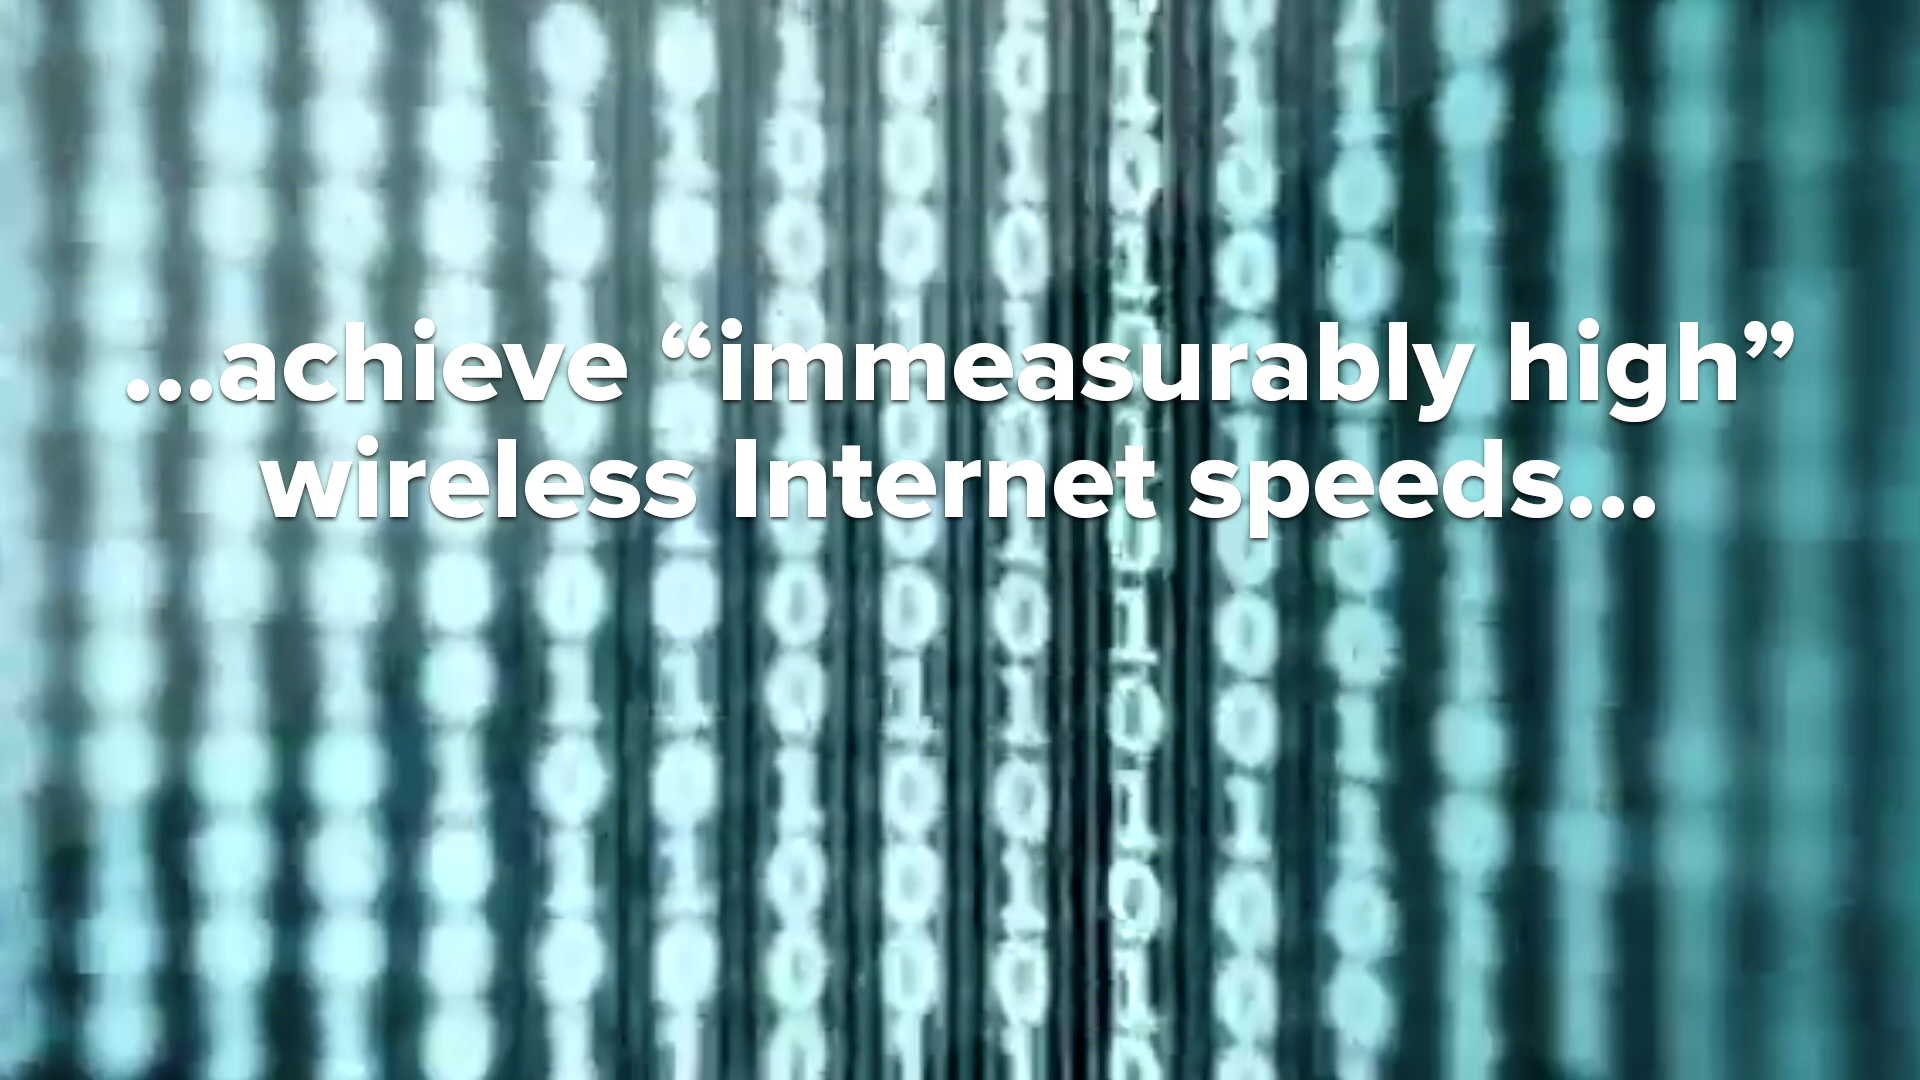 ...achieve “immeasurably high”
wireless Internet speeds...